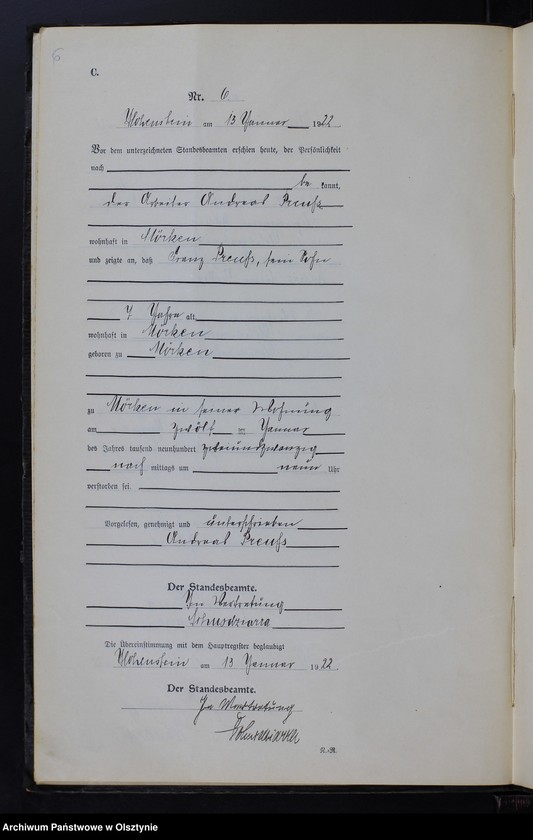 6
C.
Nr. 6
Hohenstein am 13 Januar 1922
Vor dem unterzeichneten Standesbeamten erschien heute, der Persönlichkeit
nach
be kannt,
der Arbeiter Andreas Preuß
wohnhaft in Mörken
und zeigte an, daß Franz Preuß, sein Sohn
7 Jahre alt,
wohnhaft in Mörken
geboren zu Mörken
zu Mörken in seiner Wohnung
am zwölf ten Januar
des Jahres tausend neunhundert zweiundzwanzig
nach mittags um neun Uhr
verstorben sei.
Vorgelesen, genehmigt und unterschrieben
Andreas Preuß
Der Standesbeamte.
In Vertretung
Die Übereinstimmung mit dem Hauptregister beglaubigt
Hohenstein am 13 Januar 1922
Der Standesbeamte.
In Vertretung
N.-R.
Archiwum Państwowe w Olsztynie